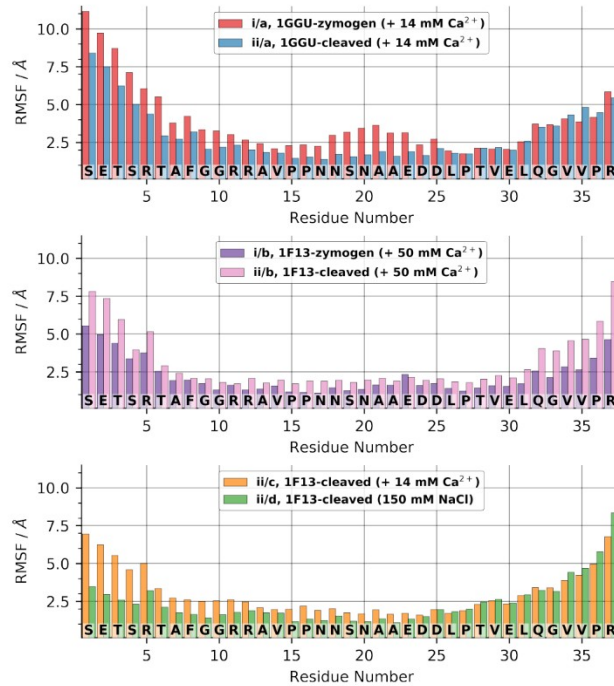 i/a, 1GGU-zymogen (+ 14 mM Ca²⁺)
ii/a, 1GGU-cleaved (+ 14 mM Ca²⁺)
RMSF / Å
10.0
7.5
5.0
2.5
S E T S R T A F G G R R A V P P N N S N A A E D D L P T V E L Q G V V P R
5 10 15 20 25 30 35
Residue Number
i/b, 1F13-zymogen (+ 50 mM Ca²⁺)
ii/b, 1F13-cleaved (+ 50 mM Ca²⁺)
RMSF / Å
10.0
7.5
5.0
2.5
S E T S R T A F G G R R A V P P N N S N A A E D D L P T V E L Q G V V P R
5 10 15 20 25 30 35
Residue Number
ii/c, 1F13-cleaved (+ 14 mM Ca²⁺)
ii/d, 1F13-cleaved (150 mM NaCl)
RMSF / Å
10.0
7.5
5.0
2.5
S E T S R T A F G G R R A V P P N N S N A A E D D L P T V E L Q G V V P R
5 10 15 20 25 30 35
Residue Number